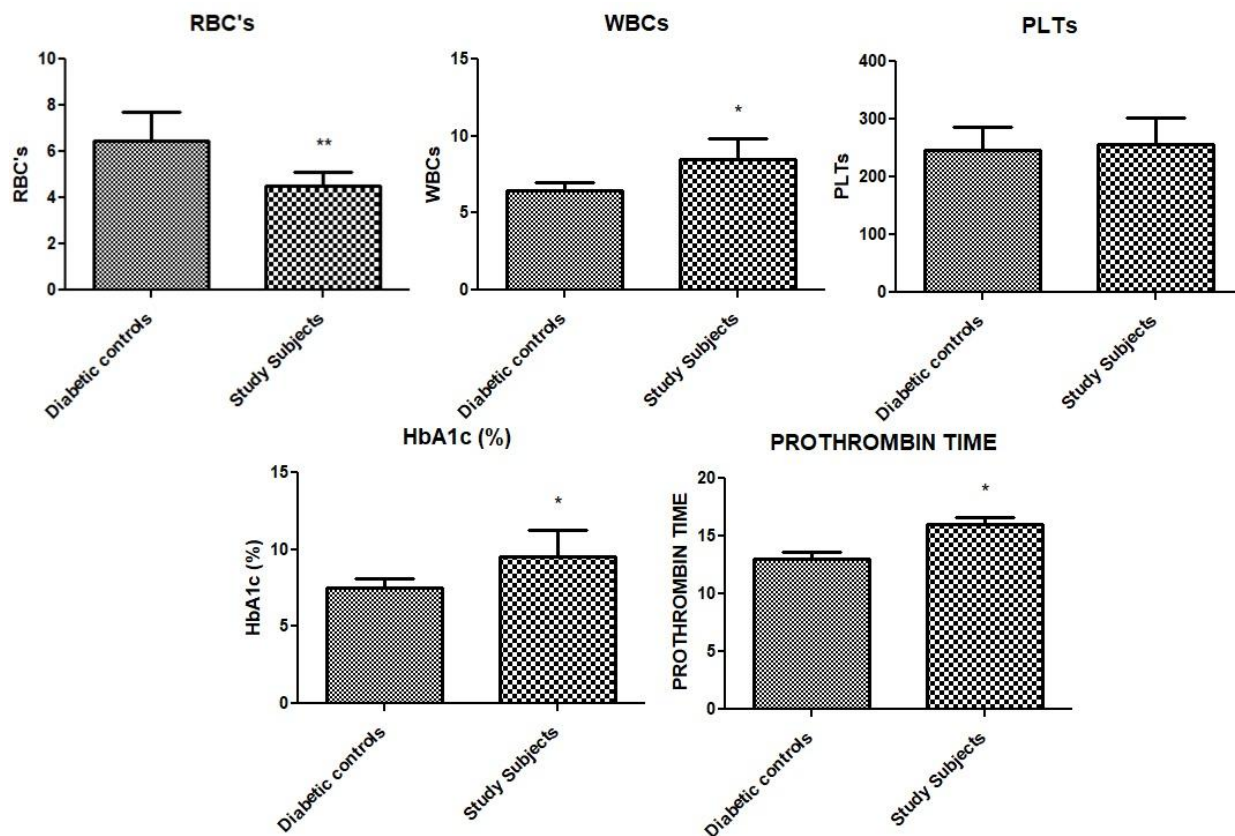 RBC's
RBC's
10
8
6
4
2
0
**
Diabetic controls
Study Subjects
WBCs
WBCs
15
10
5
0
*
Diabetic controls
Study Subjects
PLTs
PLTs
400
300
200
100
0
Diabetic controls
Study Subjects
HbA1c (%)
HbA1c (%)
15
10
5
0
*
Diabetic controls
Study Subjects
PROTHROMBIN TIME
PROTHROMBIN TIME
20
15
10
5
0
*
Diabetic controls
Study Subjects